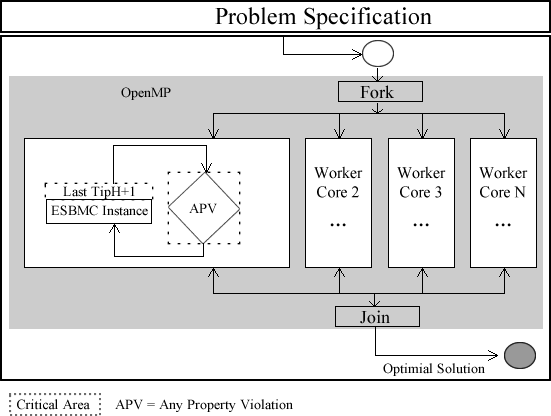 Problem Specification
OpenMP
Fork
Last TipH+1
ESBMC Instance
APV
Worker
Core 2
...
Worker
Core 3
...
Worker
Core N
...
Join
Optimial Solution
Critical Area
APV = Any Property Violation